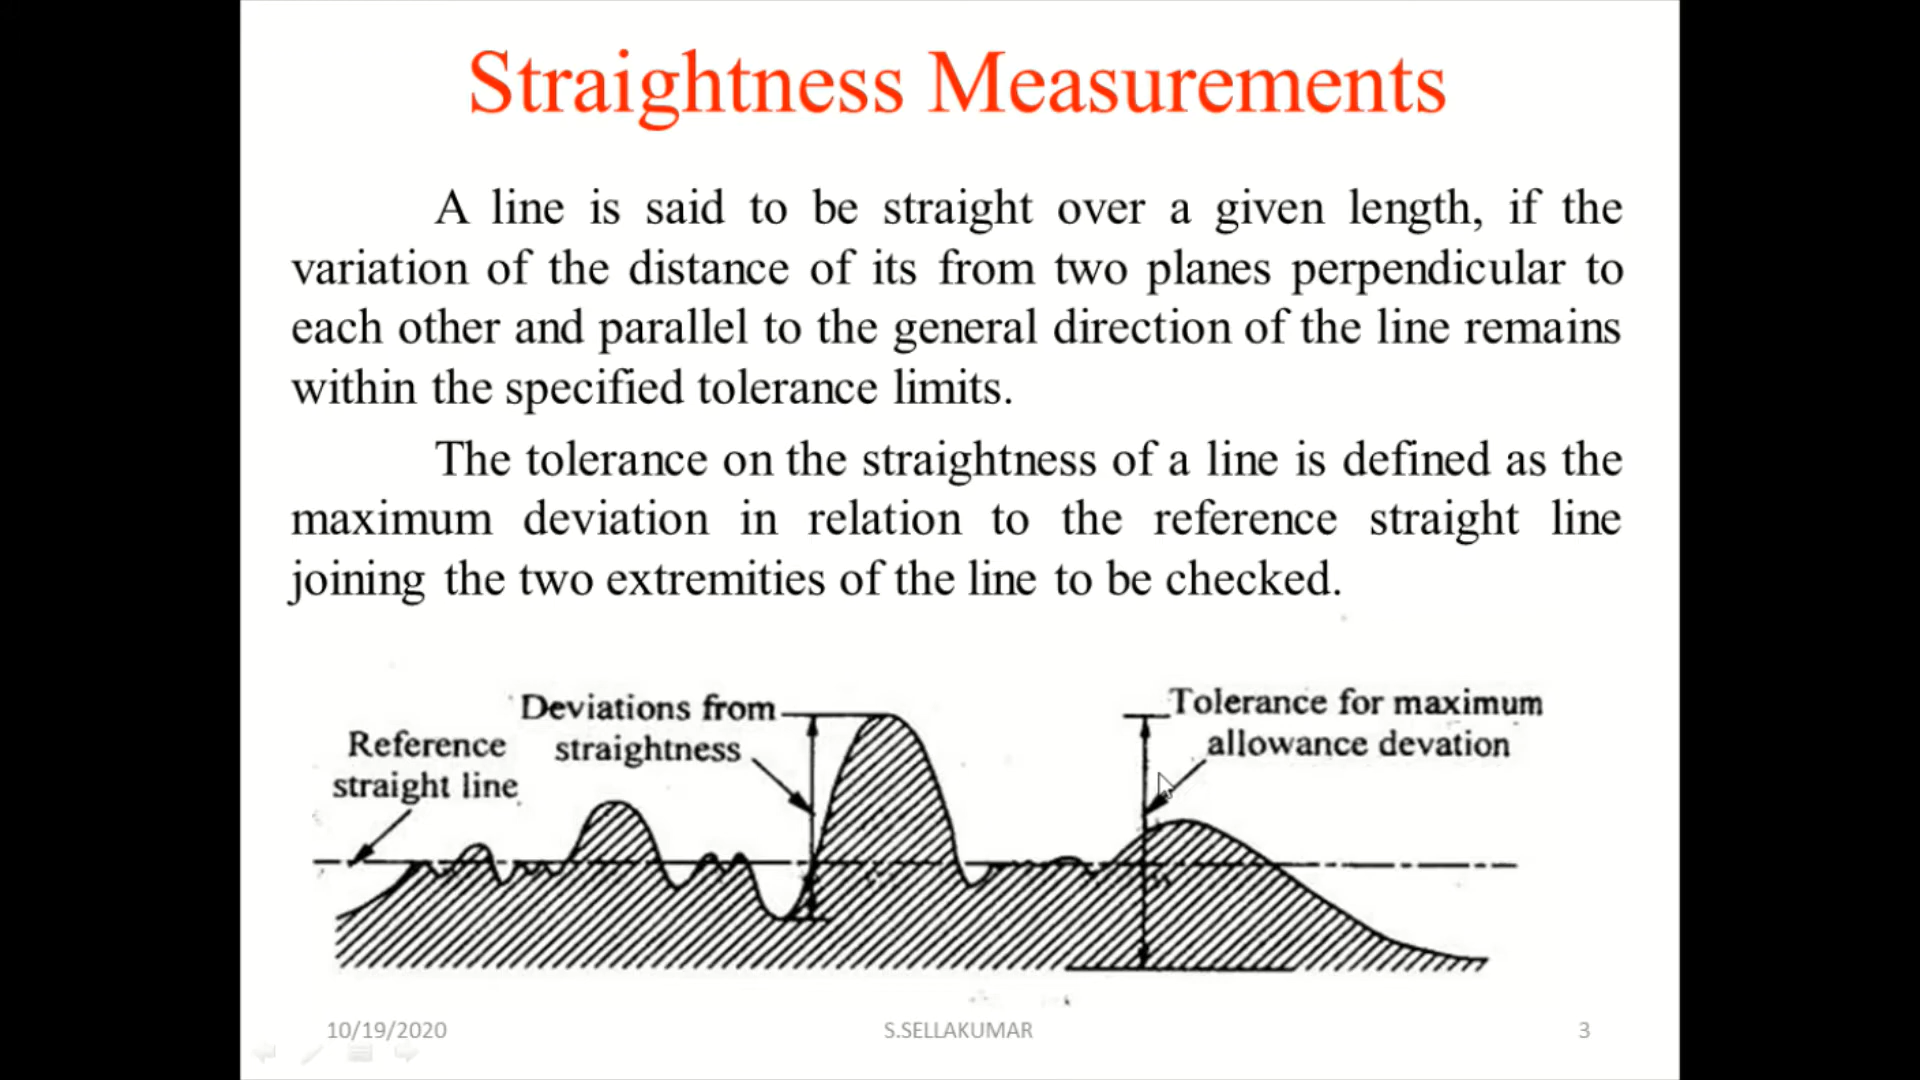 Straightness Measurements
A line is said to be straight over a given length, if the
variation of the distance of its from two planes perpendicular to
each other and parallel to the general direction of the line remains
within the specified tolerance limits.
The tolerance on the straightness of a line is defined as the
maximum deviation in relation to the reference straight line
joining the two extremities of the line to be checked.
Reference
straight line
Deviations from
straightness
Tolerance for maximum
allowance devation
10/19/2020
S.SELLAKUMAR
3